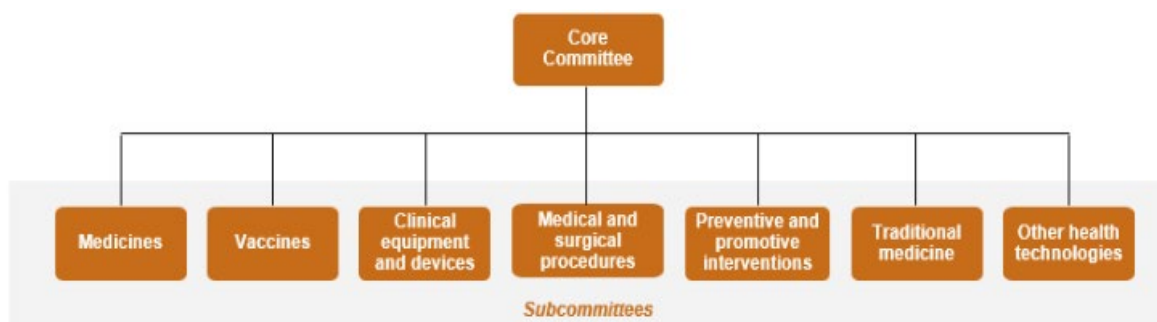 Core
Committee
Medicines
Vaccines
Clinical
equipment
and devices
Medical and
surgical
procedures
Preventive and
promotive
interventions
Traditional
medicine
Other health
technologies
Subcommittees